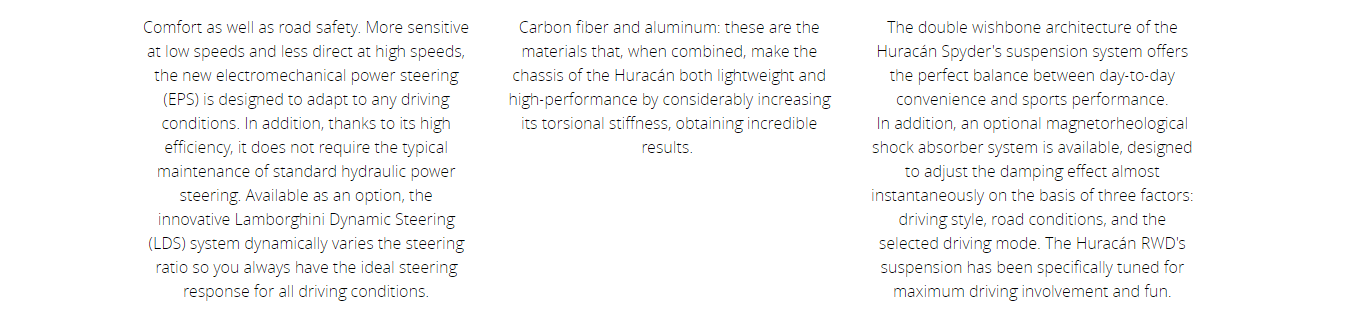 Comfort as well as road safety. More sensitive
at low speeds and less direct at high speeds,
the new electromechanical power steering
(EPS) is designed to adapt to any driving
conditions. In addition, thanks to its high
efficiency, it does not require the typical
maintenance of standard hydraulic power
steering. Available as an option, the
innovative Lamborghini Dynamic Steering
(LDS) system dynamically varies the steering
ratio so you always have the ideal steering
response for all driving conditions.
Carbon fiber and aluminum: these are the
materials that, when combined, make the
chassis of the Huracán both lightweight and
high-performance by considerably increasing
its torsional stiffness, obtaining incredible
results.
The double wishbone architecture of the
Huracán Spyder's suspension system offers
the perfect balance between day-to-day
convenience and sports performance.
In addition, an optional magnetorheological
shock absorber system is available, designed
to adjust the damping effect almost
instantaneously on the basis of three factors:
driving style, road conditions, and the
selected driving mode. The Huracán RWD's
suspension has been specifically tuned for
maximum driving involvement and fun.